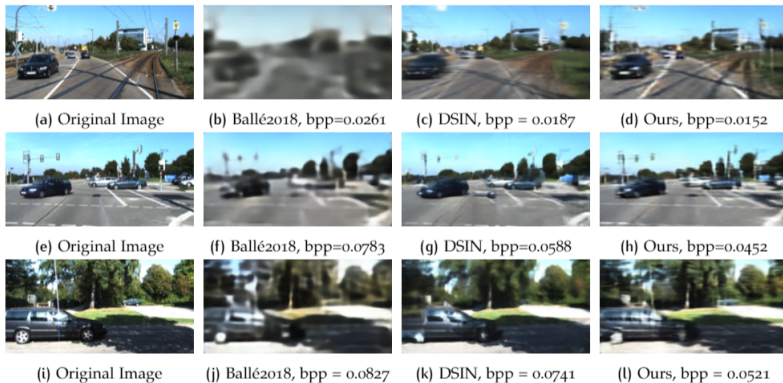 (a) Original Image
(b) Ballé2018, bpp=0.0261
(c) DSIN, bpp = 0.0187
(d) Ours, bpp=0.0152
(e) Original Image
(f) Ballé2018, bpp=0.0783
(g) DSIN, bpp=0.0588
(h) Ours, bpp=0.0452
(i) Original Image
(j) Ballé2018, bpp = 0.0827
(k) DSIN, bpp = 0.0741
(l) Ours, bpp = 0.0521